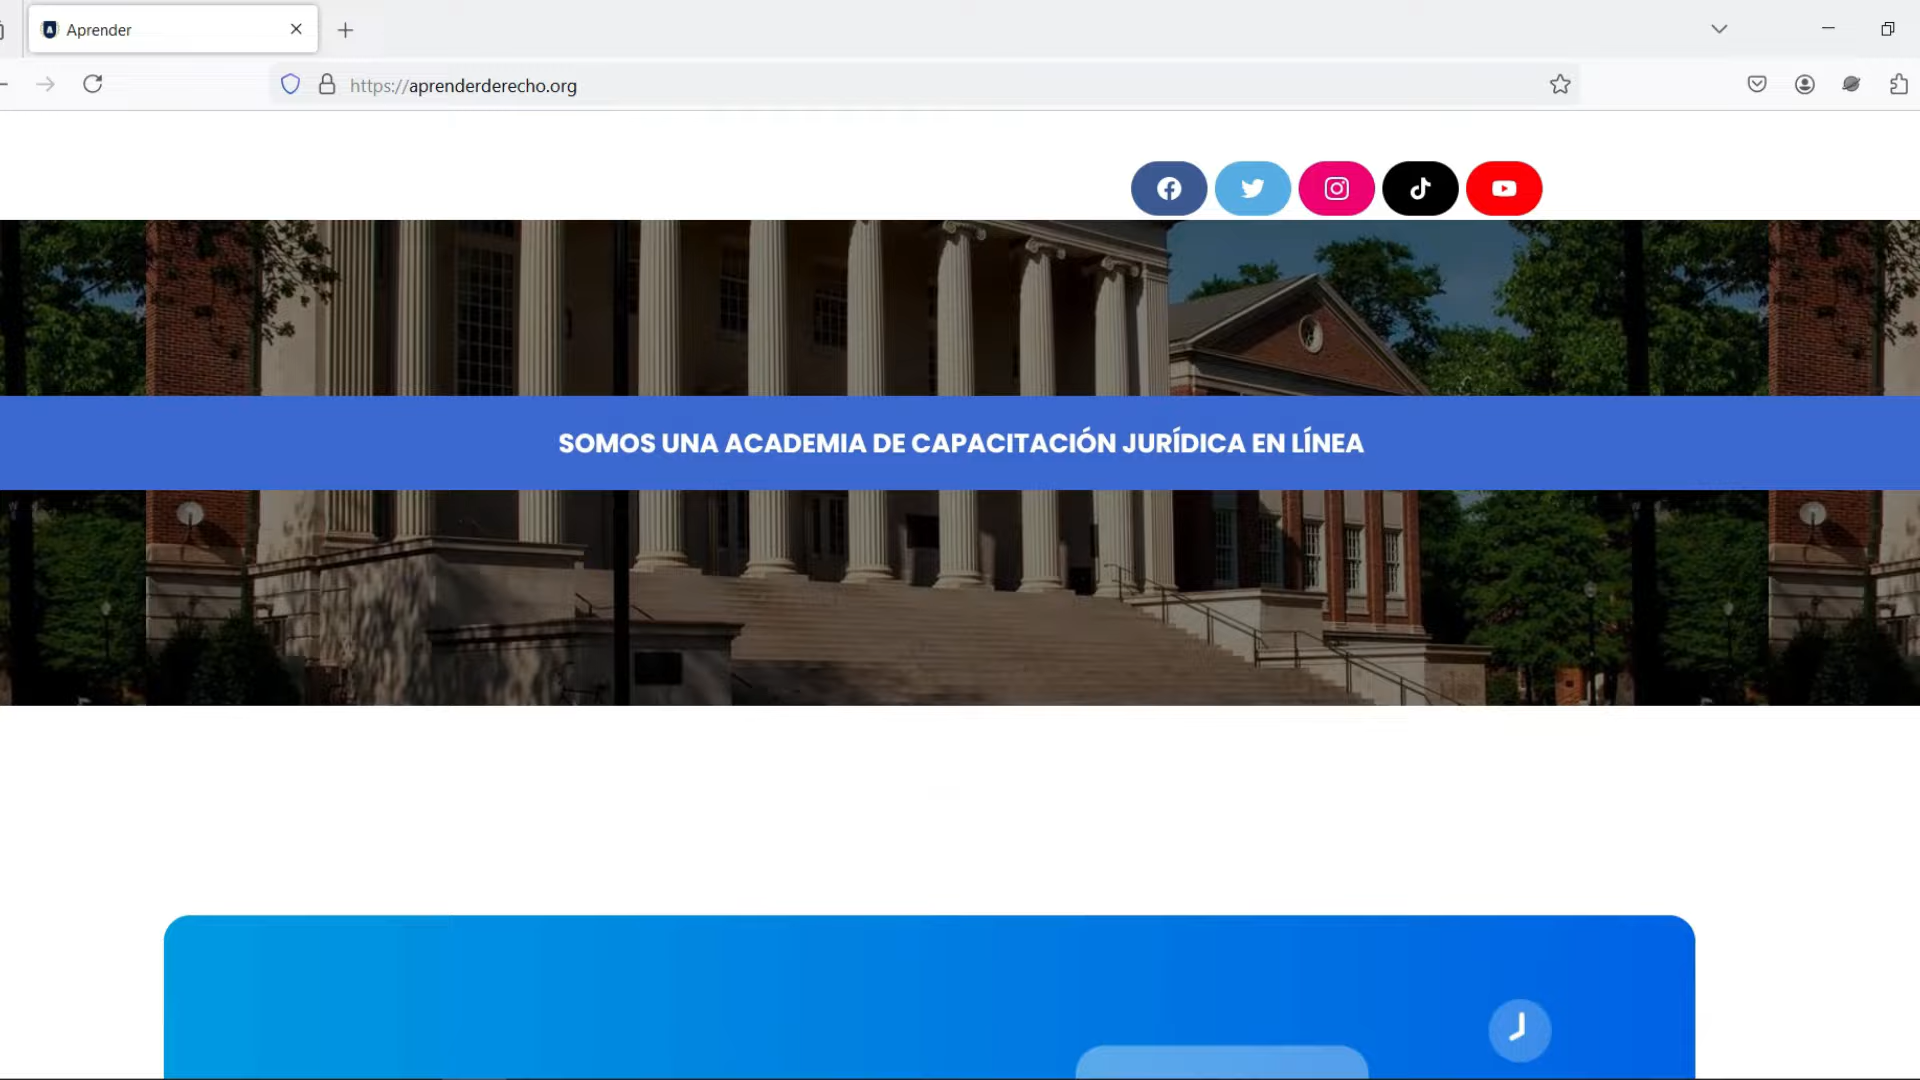 Aprender
https://aprenderderecho.org
SOMOS UNA ACADEMIA DE CAPACITACIÓN JURÍDICA EN LÍNEA